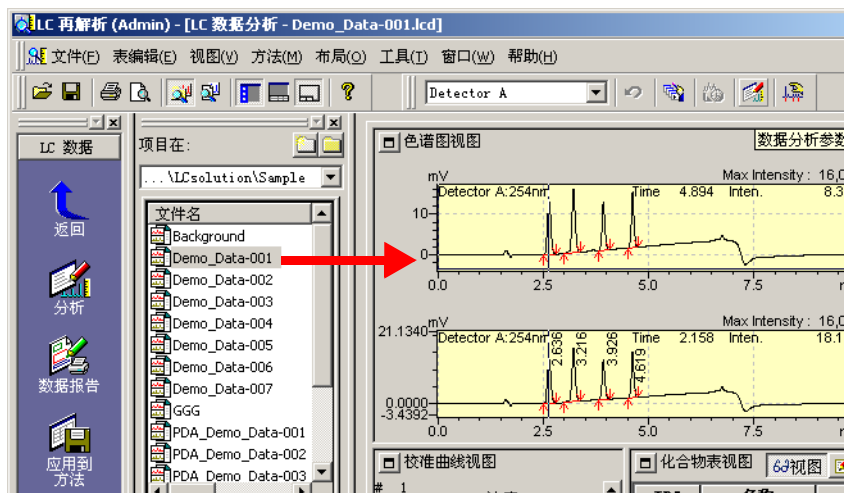 LC 再解析 (Admin) - [LC 数据分析 - Demo_Data-001.lcd]
文件(F) 表编辑(E) 视图(V) 方法(M) 布局(O) 工具(T) 窗口(W) 帮助(H)
Detector A
LC 数据
返回
分析
数据报告
应用到
方法
项目在:
...\LCsolution\Sample
文件名
Background
Demo_Data-001
Demo_Data-002
Demo_Data-003
Demo_Data-004
Demo_Data-005
Demo_Data-006
Demo_Data-007
GGG
PDA_Demo_Data-001
PDA_Demo_Data-002
PDA_Demo_Data-003
色谱图视图
数据分析参数
mV Max Intensity : 16,0
Detector A:254nm Time 4.894 Inten. 8.3
10
0
0.0 2.5 5.0 7.5
mV Max Intensity : 16,0
21.1340
Detector A:254nm Time 2.158 Inten. 18.1
2.636
3.216
3.926
4.619
0.0000
-3.4392
0.0 2.5 5.0 7.5
校准曲线视图
# 1
化合物表视图
视图